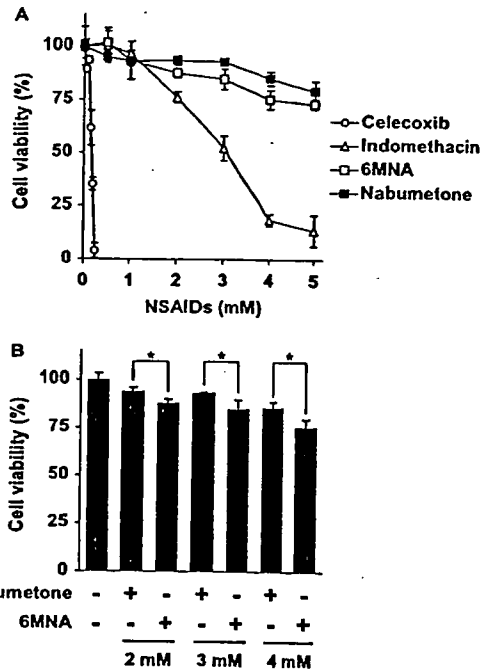 A
100
75
50
25
0
Cell viability (%)
0 1 2 3 4 5
NSAIDs (mM)
Celecoxib
Indomethacin
6MNA
Nabumetone
B
* * *
100
75
50
25
0
Cell viability (%)
umetone - + - + - + -
6MNA - - + - + - +
2 mM 3 mM 4 mM